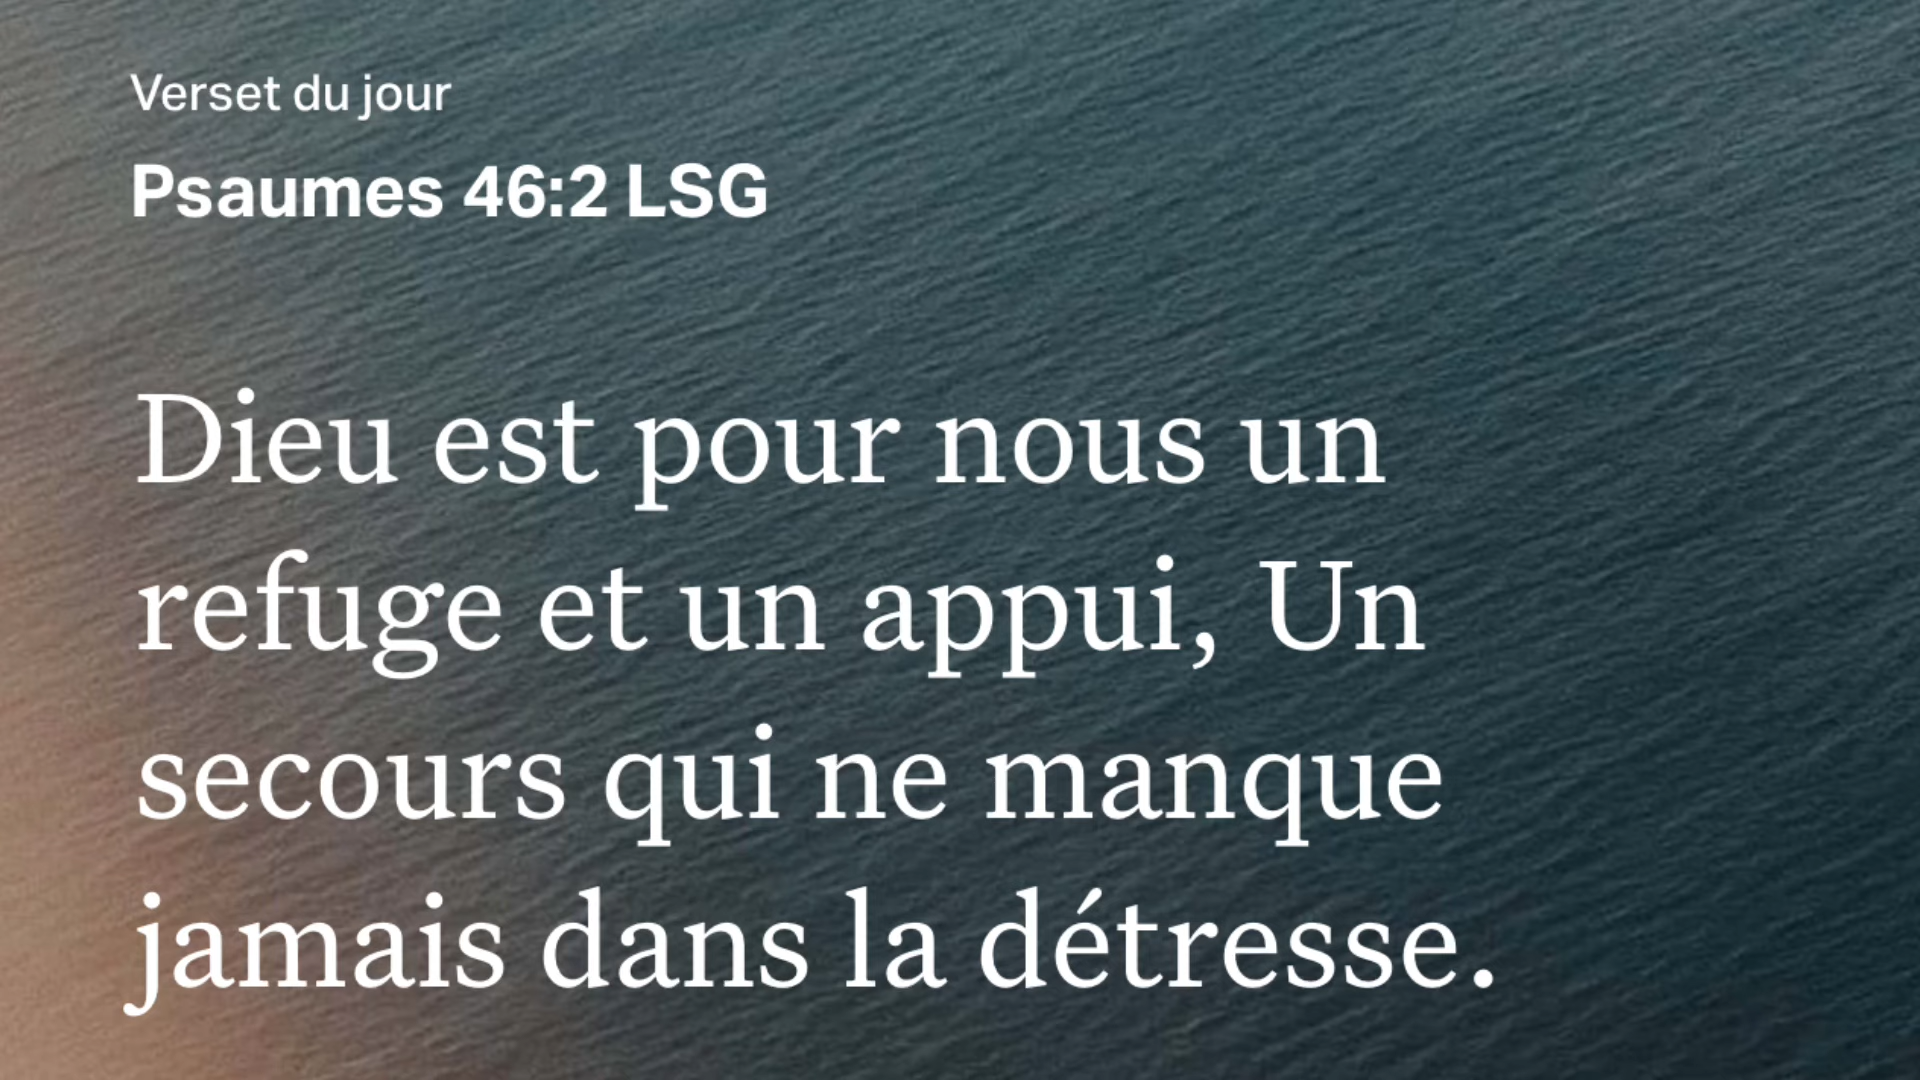 Verset du jour
Psaumes 46:2 LSG
Dieu est pour nous un
refuge et un appui, Un
secours qui ne manque
jamais dans la détresse.